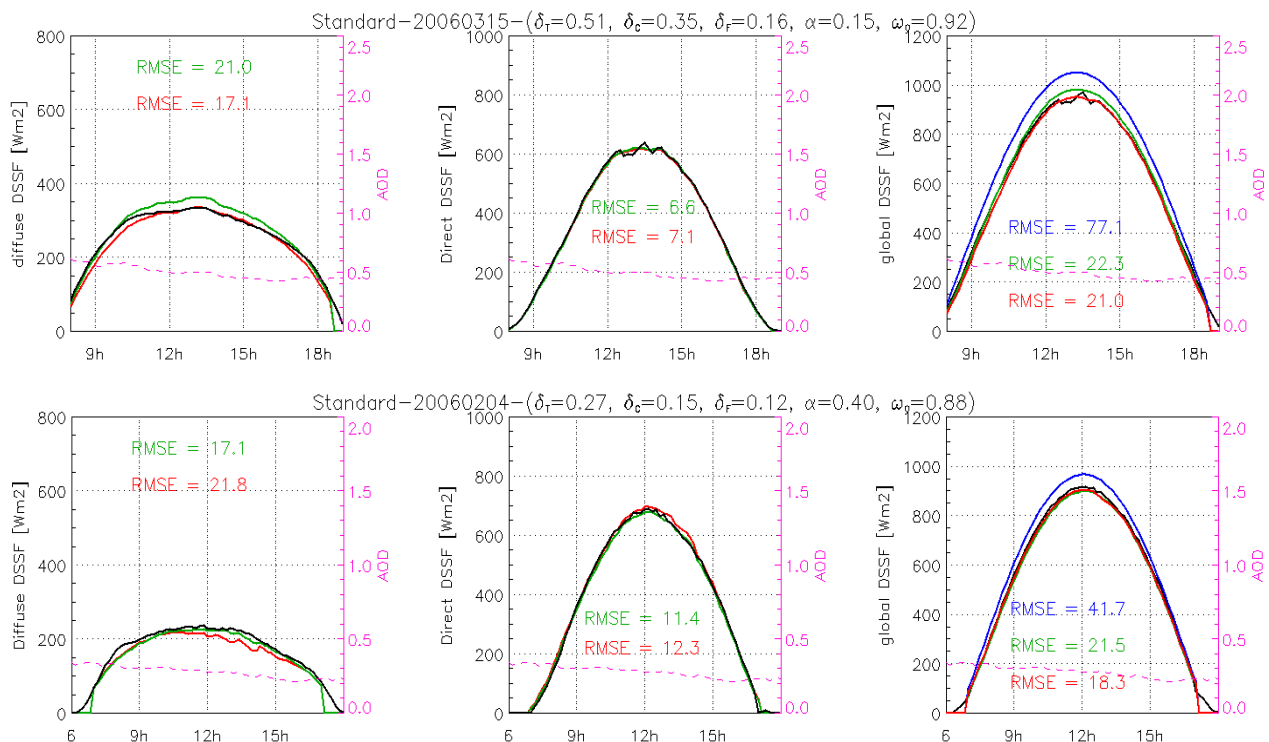 Standard-20060315-(δT=0.51, δc=0.35, δF=0.16, α=0.15, ω0=0.92)
diffuse DSSF [Wm2]
800
600
400
200
0
RMSE = 21.0
RMSE = 17.1
9h 12h 15h 18h
2.5
2.0
1.5
1.0
0.5
0.0
AOD
Direct DSSF [Wm2]
1000
800
600
400
200
0
RMSE = 6.6
RMSE = 7.1
9h 12h 15h 18h
2.5
2.0
1.5
1.0
0.5
0.0
AOD
global DSSF [Wm2]
1200
1000
800
600
400
200
0
RMSE = 77.1
RMSE = 22.3
RMSE = 21.0
9h 12h 15h 18h
2.5
2.0
1.5
1.0
0.5
0.0
AOD
Standard-20060204-(δT=0.27, δc=0.15, δF=0.12, α=0.40, ω0=0.88)
Diffuse DSSF [Wm2]
800
600
400
200
0
RMSE = 17.1
RMSE = 21.8
6 9h 12h 15h
2.0
1.5
1.0
0.5
0.0
AOD
Direct DSSF [Wm2]
1000
800
600
400
200
0
RMSE = 11.4
RMSE = 12.3
6 9h 12h 15h
2.0
1.5
1.0
0.5
0.0
AOD
global DSSF [Wm2]
1200
1000
800
600
400
200
0
RMSE = 41.7
RMSE = 21.5
RMSE = 18.3
6 9h 12h 15h
2.0
1.5
1.0
0.5
0.0
AOD